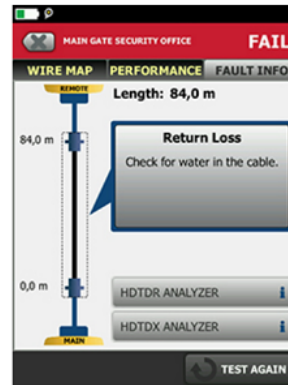 MAIN GATE SECURITY OFFICE
FAIL
WIRE MAP
PERFORMANCE
FAULT INFO
REMOTE
Length: 84,0 m
84,0 m
Return Loss
Check for water in the cable.
0,0 m
HDTDR ANALYZER
HDTDX ANALYZER
MAIN
TEST AGAIN